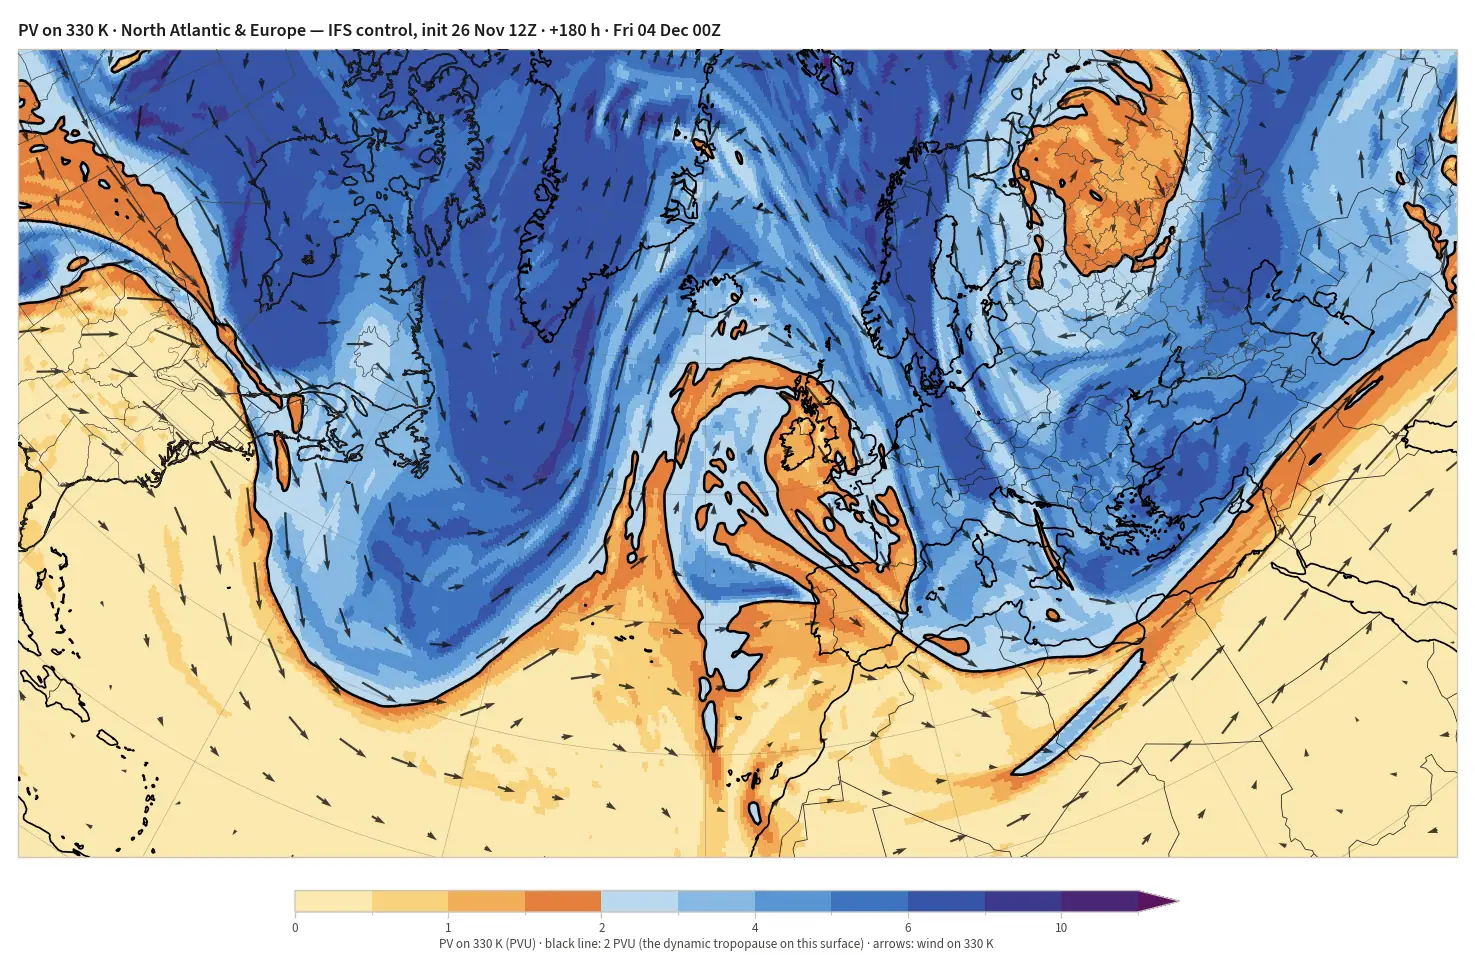 PV on 330 K · North Atlantic & Europe — IFS control, init 26 Nov 12Z · +180 h · Fri 04 Dec 00Z
0 1 2 4 6 10
PV on 330 K (PVU) · black line: 2 PVU (the dynamic tropopause on this surface) · arrows: wind on 330 K